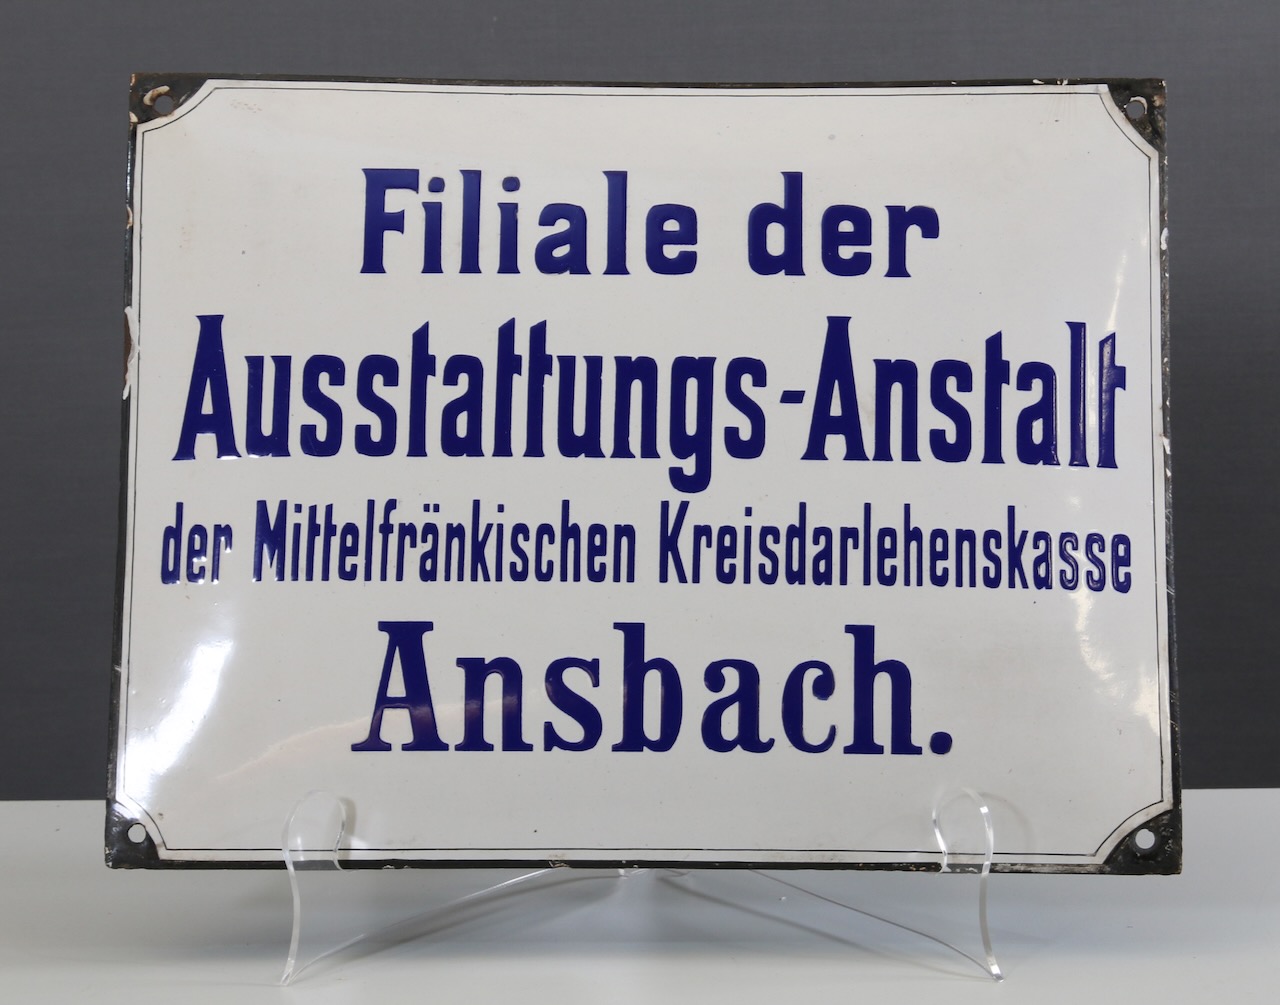 Filiale der
Ausstattungs-Anstalt
der Mittelfränkischen Kreisdarlehenskasse
Ansbach.